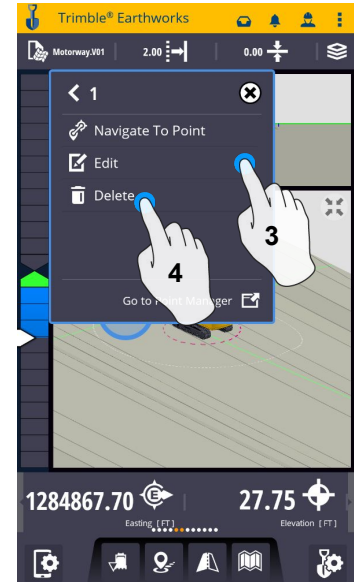 Trimble® Earthworks
Motorway.V01 2.00 0.00
1
Navigate To Point
Edit
Delete
3
4
Go to Point Manager
1284867.70 27.75
Easting [FT] Elevation [FT]